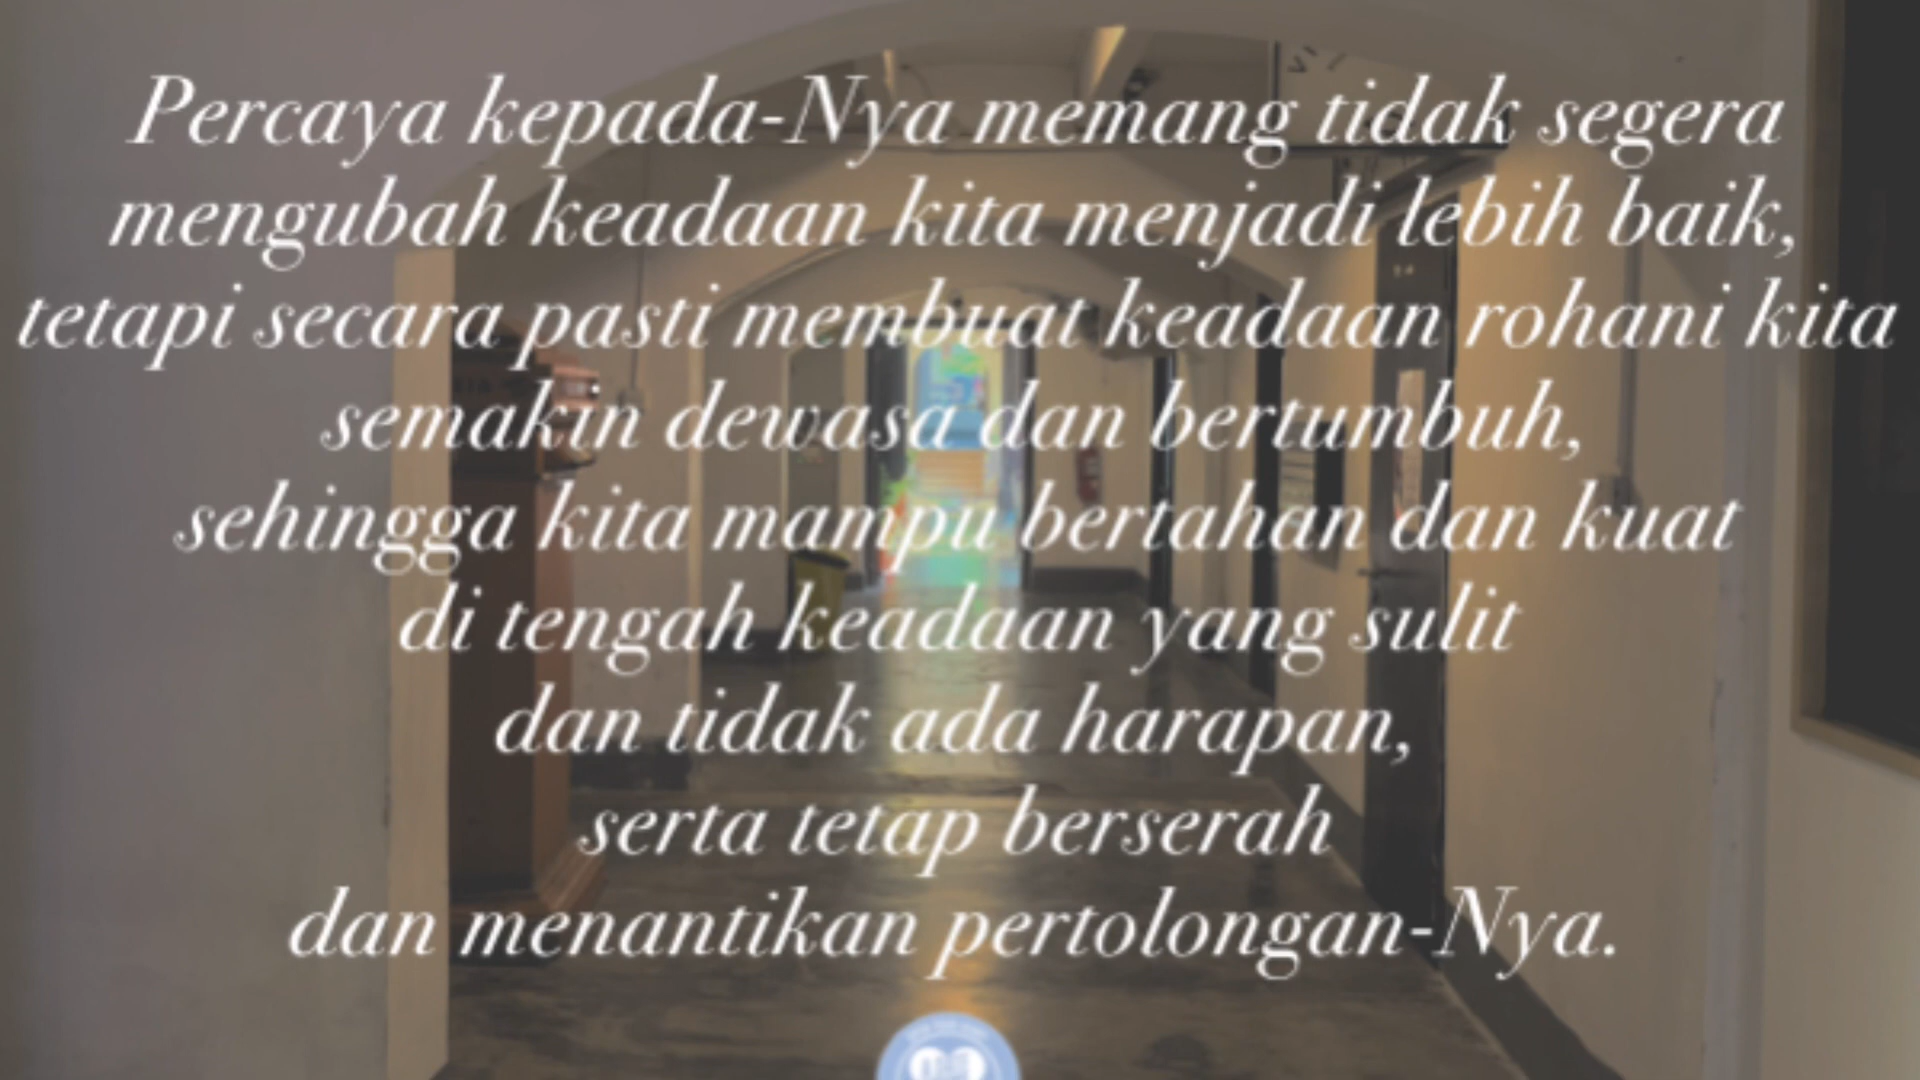 Percaya kepada-Nya memang tidak segera
mengubah keadaan kita menjadi lebih baik,
tetapi secara pasti membuat keadaan rohani kita
semakin dewasa dan bertumbuh,
sehingga kita mampu bertahan dan kuat
di tengah keadaan yang sulit
dan tidak ada harapan,
serta tetap berserah
dan menantikan pertolongan-Nya.